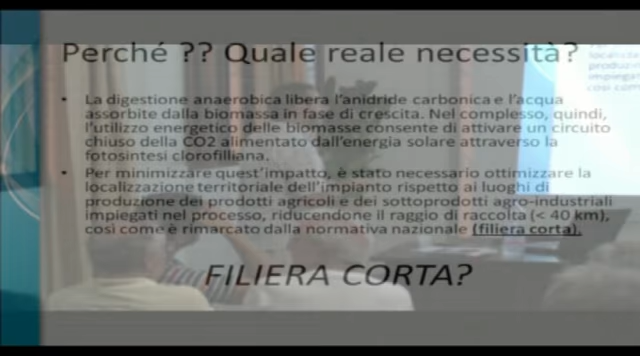 Perché ?? Quale reale necessità?
• La digestione anaerobica libera l'anidride carbonica e l'acqua
assorbite dalla biomassa in fase di crescita. Nel complesso, quindi,
l'utilizzo energetico delle biomasse consente di attivare un circuito
chiuso della CO2 alimentato dall'energia solare attraverso la
fotosintesi clorofilliana.
• Per minimizzare quest'impatto, è stato necessario ottimizzare la
localizzazione territoriale dell'impianto rispetto ai luoghi di
produzione dei prodotti agricoli e dei sottoprodotti agro-industriali
impiegati nel processo, riducendone il raggio di raccolta (< 40 km),
così come è rimarcato dalla normativa nazionale (filiera corta).
FILIERA CORTA?
produzion
impiegat
così com